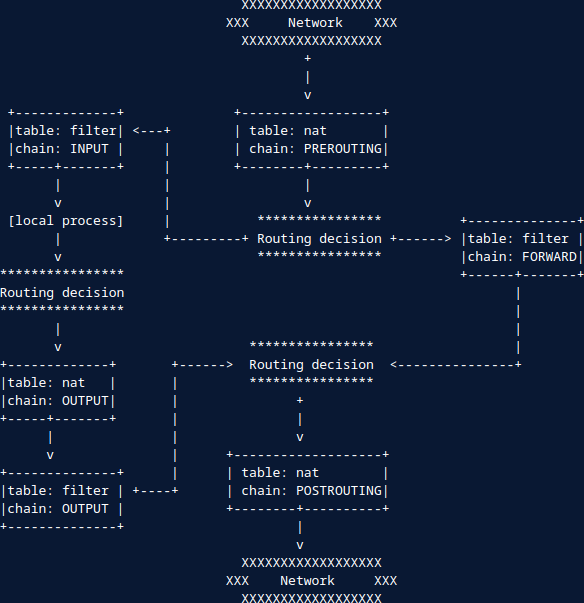 XXXXXXXXXXXXXXXXXX
                             XXX     Network    XXX
                               XXXXXXXXXXXXXXXXXX
                                       +
                                       |
                                       v
 +-------------+              +------------------+
 |table: filter| <---+        | table: nat       |
 |chain: INPUT |     |        | chain: PREROUTING|
 +-----+-------+     |        +--------+---------+
       |             |                 |
       v             |                 v
 [local process]     |           ****************          +--------------+
       |             +---------+ Routing decision +------> |table: filter |
       v                         ****************          |chain: FORWARD|
****************                                           +------+-------+
Routing decision                                                  |
****************                                                  |
       |                                                          |
       v                        ****************                  |
+-------------+       +------>  Routing decision  <---------------+
|table: nat   |       |         ****************
|chain: OUTPUT|       |               +
+-----+-------+       |               |
      |               |               v
      v               |      +-------------------+
+--------------+      |      | table: nat        |
|table: filter | +----+      | chain: POSTROUTING|
|chain: OUTPUT |             +--------+----------+
+--------------+                      |
                                      v
                               XXXXXXXXXXXXXXXXXX
                             XXX    Network     XXX
                               XXXXXXXXXXXXXXXXXX